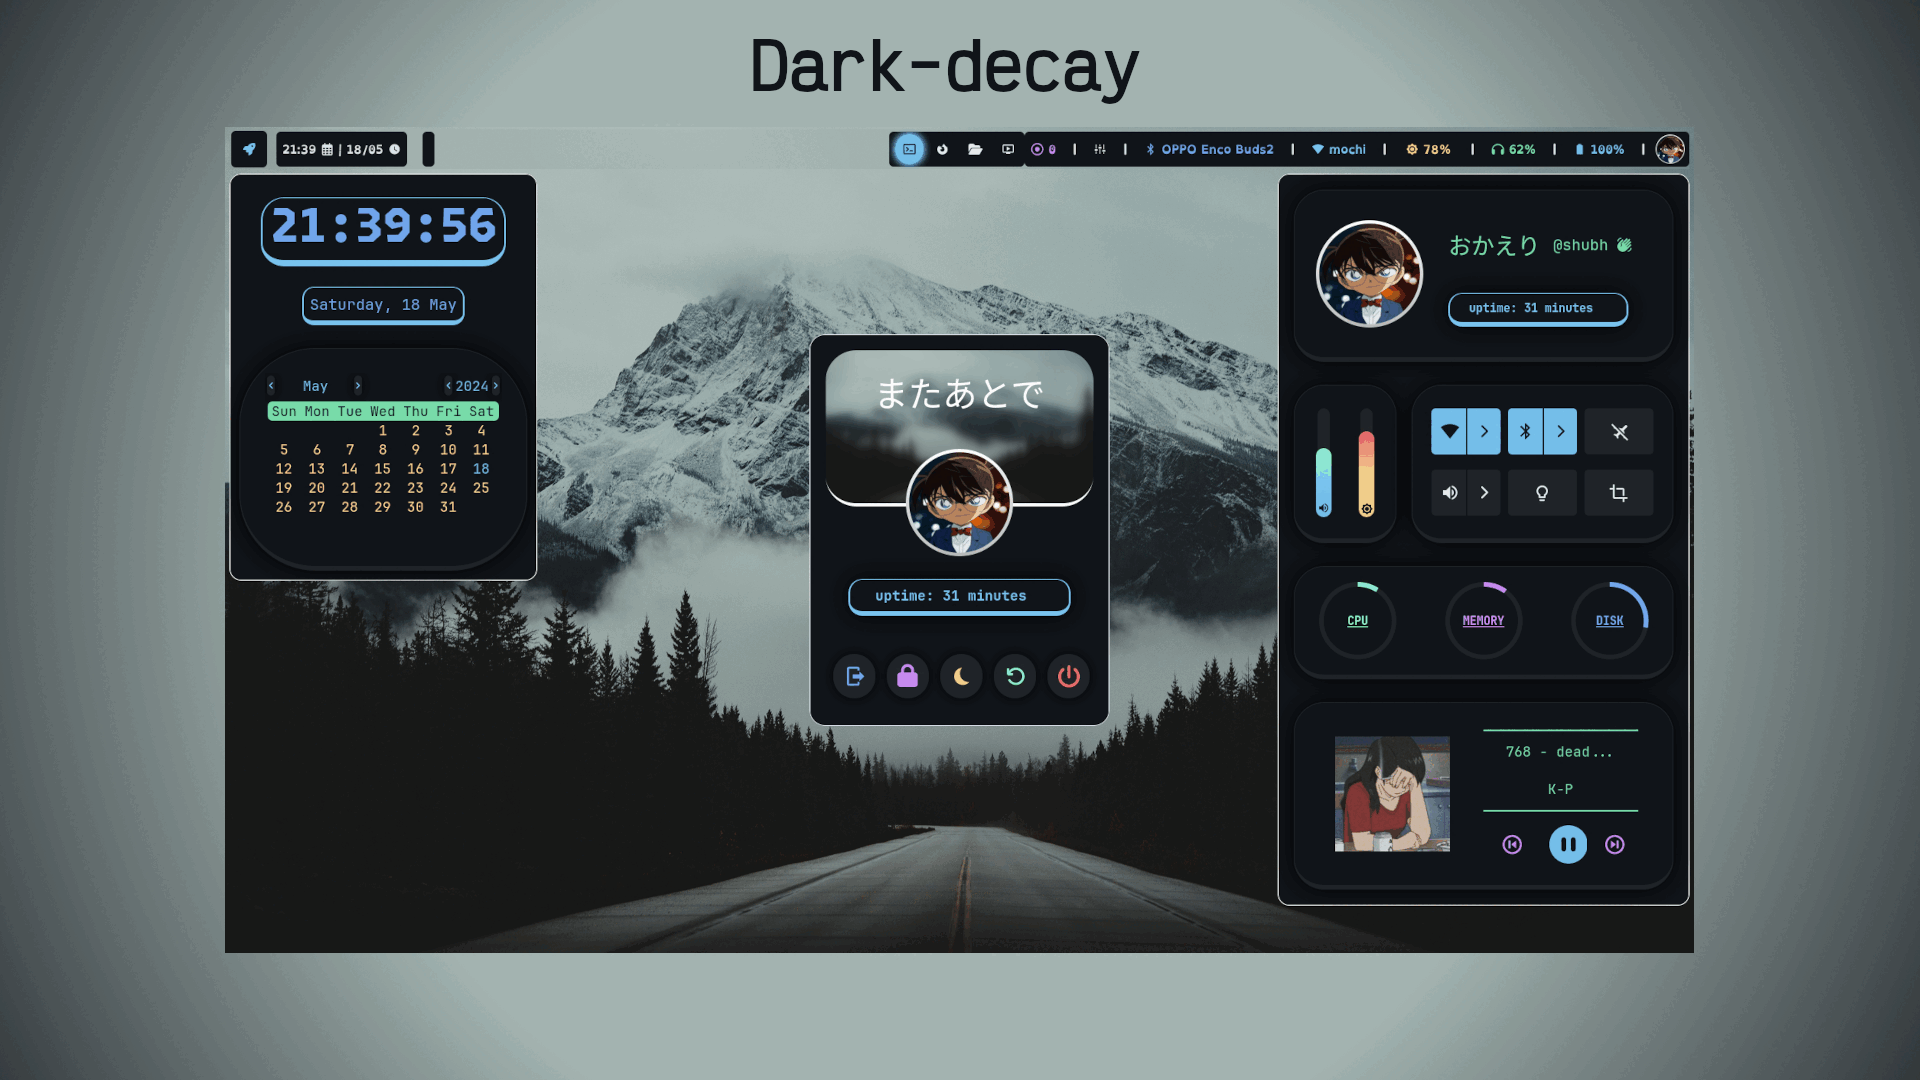 Dark-decay
21:39 | 18/05
0 | | OPPO Enco Buds2 | mochi | 78% | 62% | 100% |
21:39:56
Saturday, 18 May
May 2024
Sun Mon Tue Wed Thu Fri Sat
1 2 3 4
5 6 7 8 9 10 11
12 13 14 15 16 17 18
19 20 21 22 23 24 25
26 27 28 29 30 31
またあとで
uptime: 31 minutes
おかえり @shubh
uptime: 31 minutes
CPU MEMORY DISK
768 - dead...
K-P